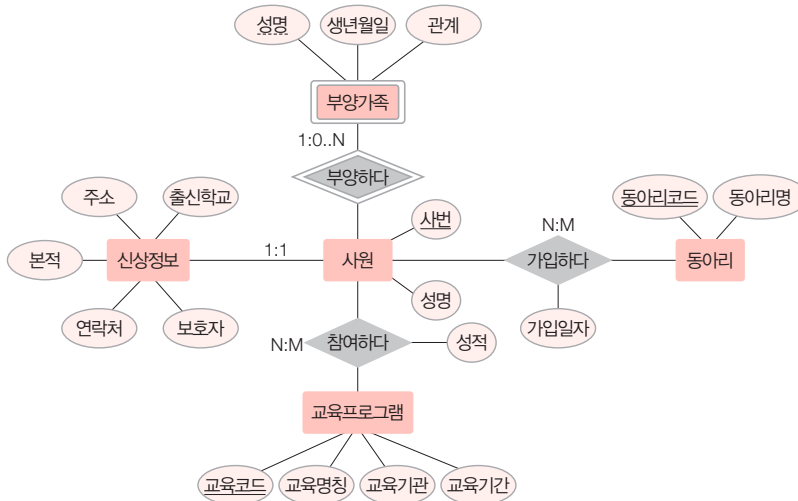 성명 생년월일 관계
부양가족
1:0..N
부양하다
주소 출신학교 사번 동아리코드 동아리명
N:M
본적 신상정보 1:1 사원 가입하다 동아리
연락처 보호자 성명 가입일자
N:M 참여하다 성적
교육프로그램
교육코드 교육명칭 교육기관 교육기간